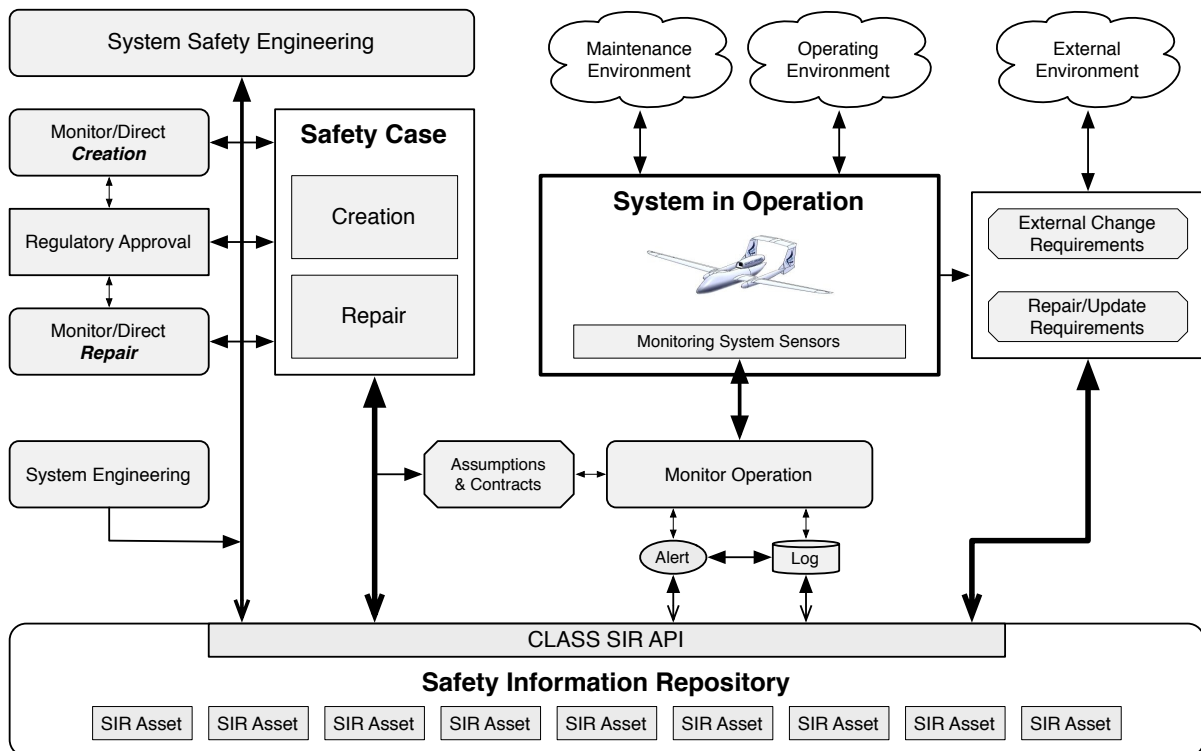 System Safety Engineering
Maintenance
Environment
Operating
Environment
External
Environment
Monitor/Direct
Creation
Regulatory Approval
Monitor/Direct
Repair
Safety Case
Creation
Repair
System in Operation
Monitoring System Sensors
External Change
Requirements
Repair/Update
Requirements
System Engineering
Assumptions
& Contracts
Monitor Operation
Alert
Log
CLASS SIR API
Safety Information Repository
SIR Asset
SIR Asset
SIR Asset
SIR Asset
SIR Asset
SIR Asset
SIR Asset
SIR Asset
SIR Asset